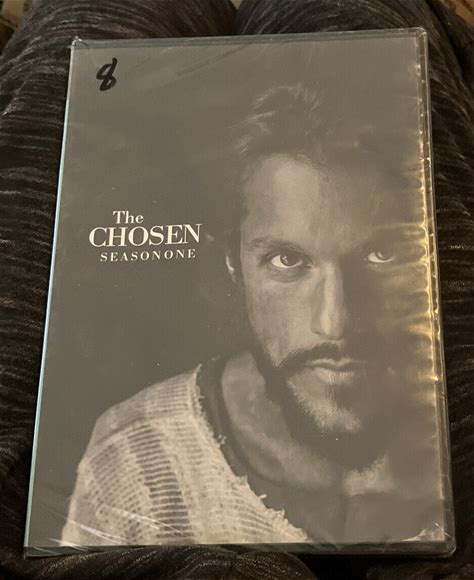 8
The
CHOSEN
SEASONONE